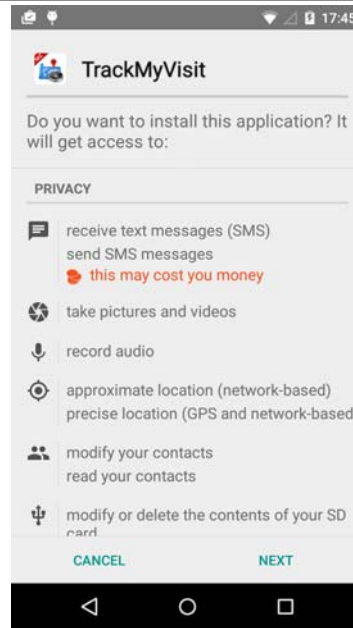 17:45
TrackMyVisit
Do you want to install this application? It
will get access to:
PRIVACY
receive text messages (SMS)
send SMS messages
this may cost you money
take pictures and videos
record audio
approximate location (network-based)
precise location (GPS and network-based
modify your contacts
read your contacts
modify or delete the contents of your SD
card
CANCEL
NEXT